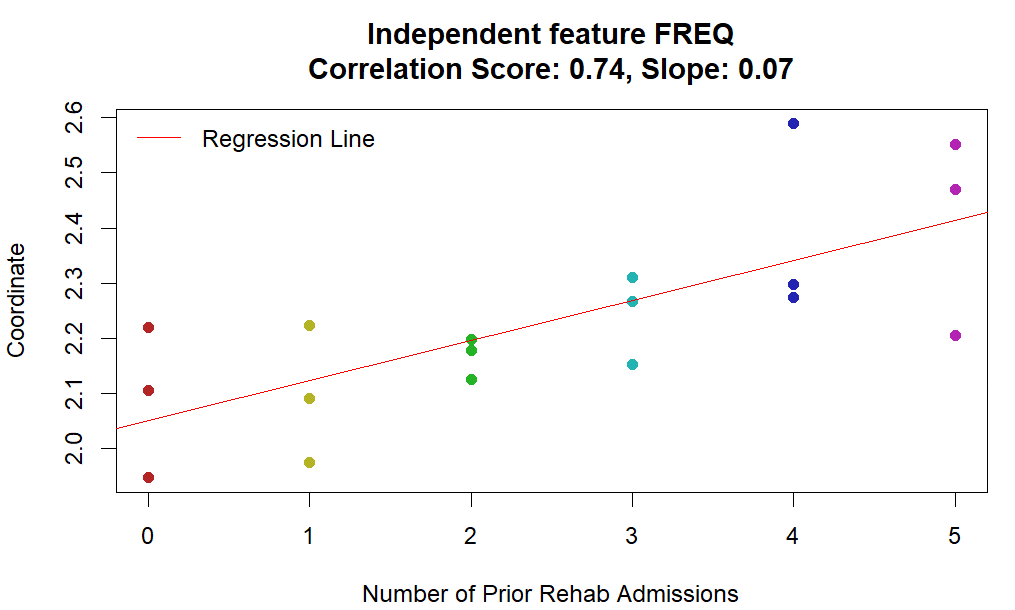 Independent feature FREQ
Correlation Score: 0.74, Slope: 0.07
Regression Line
Coordinate
2.6
2.5
2.4
2.3
2.2
2.1
2.0
0 1 2 3 4 5
Number of Prior Rehab Admissions